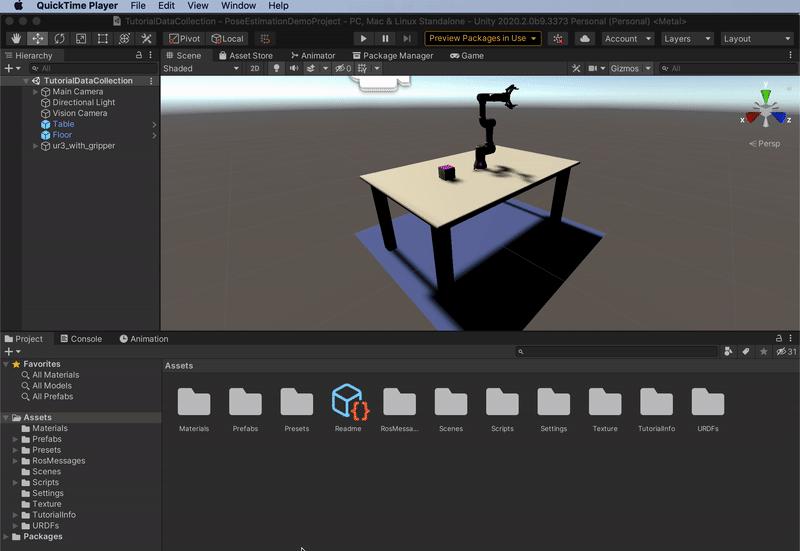 QuickTime Player File Edit View Window Help
TutorialDataCollection - PoseEstimationDemoProject - PC, Mac & Linux Standalone - Unity 2020.2.0b9.3373 Personal (Personal) <Metal>
Pivot Local Preview Packages in Use Account Layers Layout
Hierarchy Scene Asset Store Animator Package Manager Game
All Shaded 2D 0 Gizmos All
TutorialDataCollection
Main Camera
Directional Light
Vision Camera
Table
Floor
ur3_with_gripper
y
x z
Persp
Project Console Animation
31
Favorites
All Materials
All Models
All Prefabs
Assets
Materials
Prefabs
Presets
RosMessages
Scenes
Scripts
Settings
Texture
TutorialInfo
URDFs
Packages
Assets
Materials Prefabs Presets Readme RosMessa... Scenes Scripts Settings Texture TutorialInfo URDFs